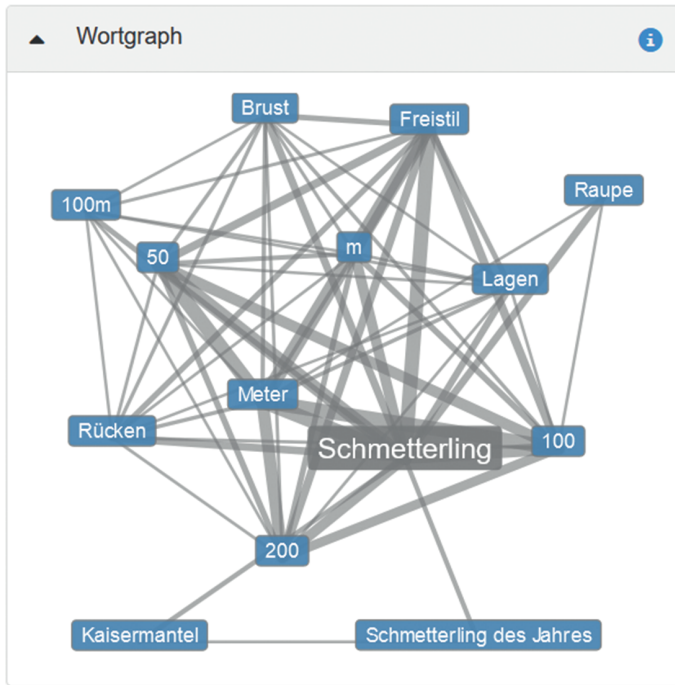 Wortgraph
Brust
Freistil
Raupe
100m
50
m
Lagen
Meter
Rücken
Schmetterling
100
200
Kaisermantel
Schmetterling des Jahres